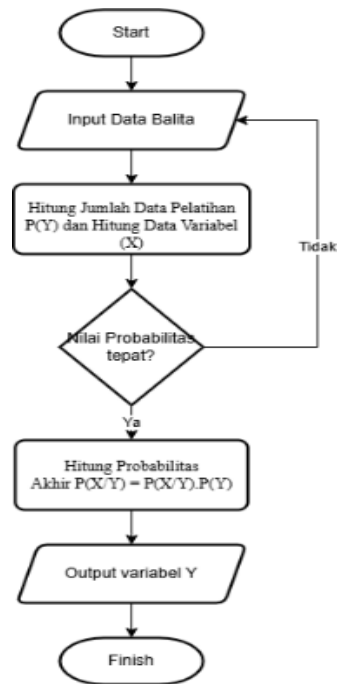 Start
Input Data Balita
Hitung Jumlah Data Pelatihan
P(Y) dan Hitung Data Variabel
(X)
Tidak
Nilai Probabilitas
tepat?
Ya
Hitung Probabilitas
Akhir P(X/Y) = P(X/Y).P(Y)
Output variabel Y
Finish